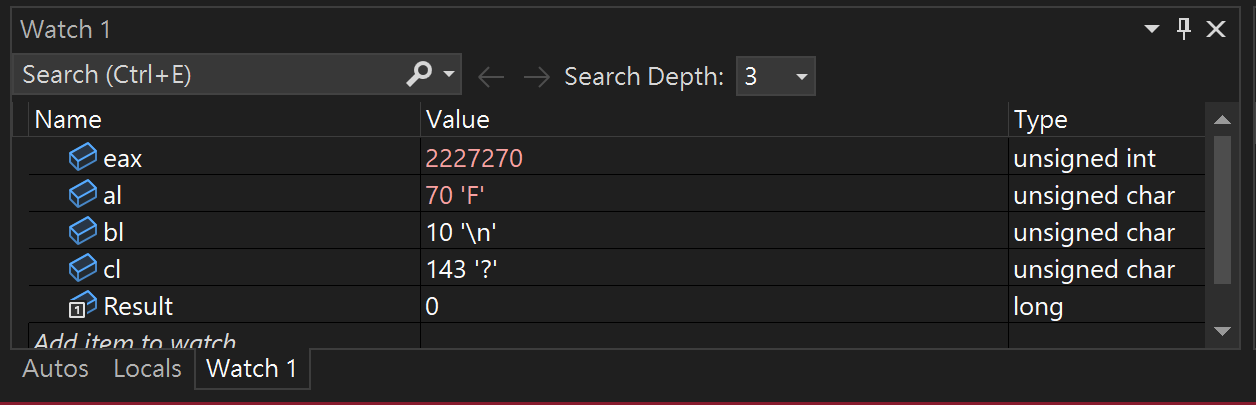 Watch 1
Search (Ctrl+E) Search Depth: 3
Name Value Type
eax 2227270 unsigned int
al 70 'F' unsigned char
bl 10 '\n' unsigned char
cl 143 '?' unsigned char
1 Result 0 long
Add item to watch
Autos Locals Watch 1